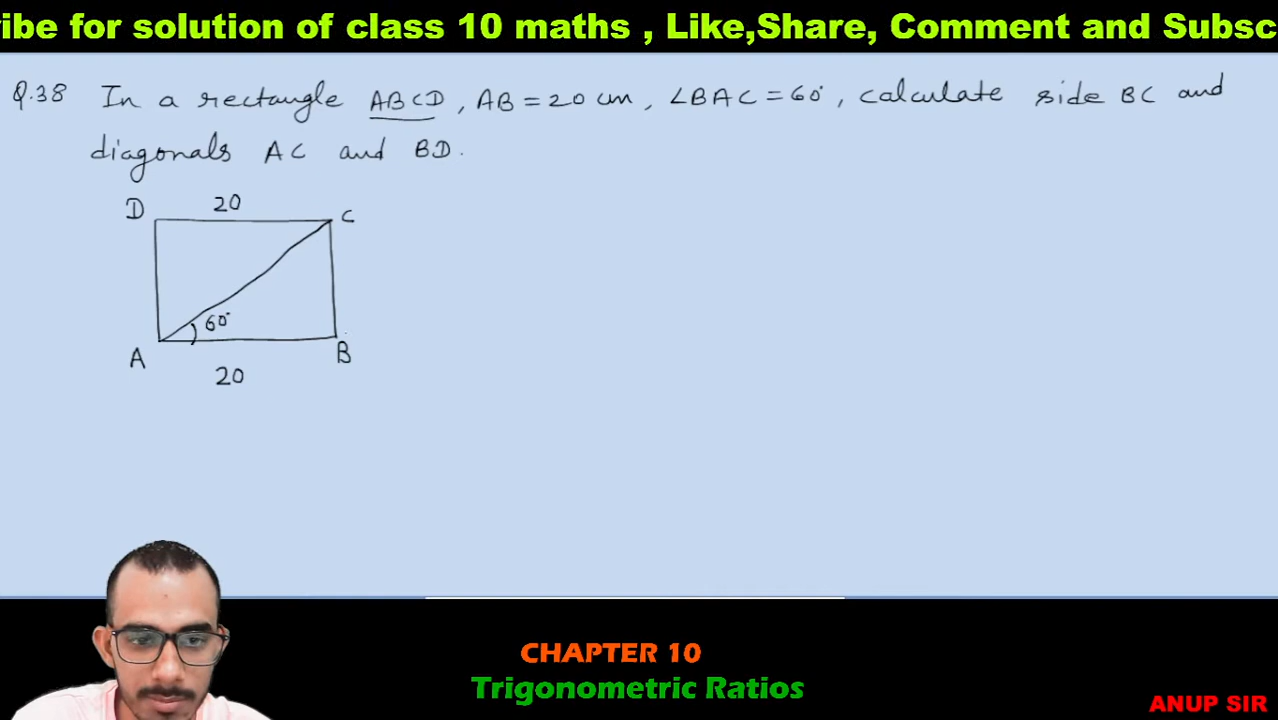 ibe for solution of class 10 maths , Like,Share, Comment and Subsc
Q.38 In a rectangle ABCD, AB = 20 cm, ∠BAC = 60°, calculate side BC and
diagonals AC and BD.
D 20 C
60°
A B
20
CHAPTER 10
Trigonometric Ratios
ANUP SIR